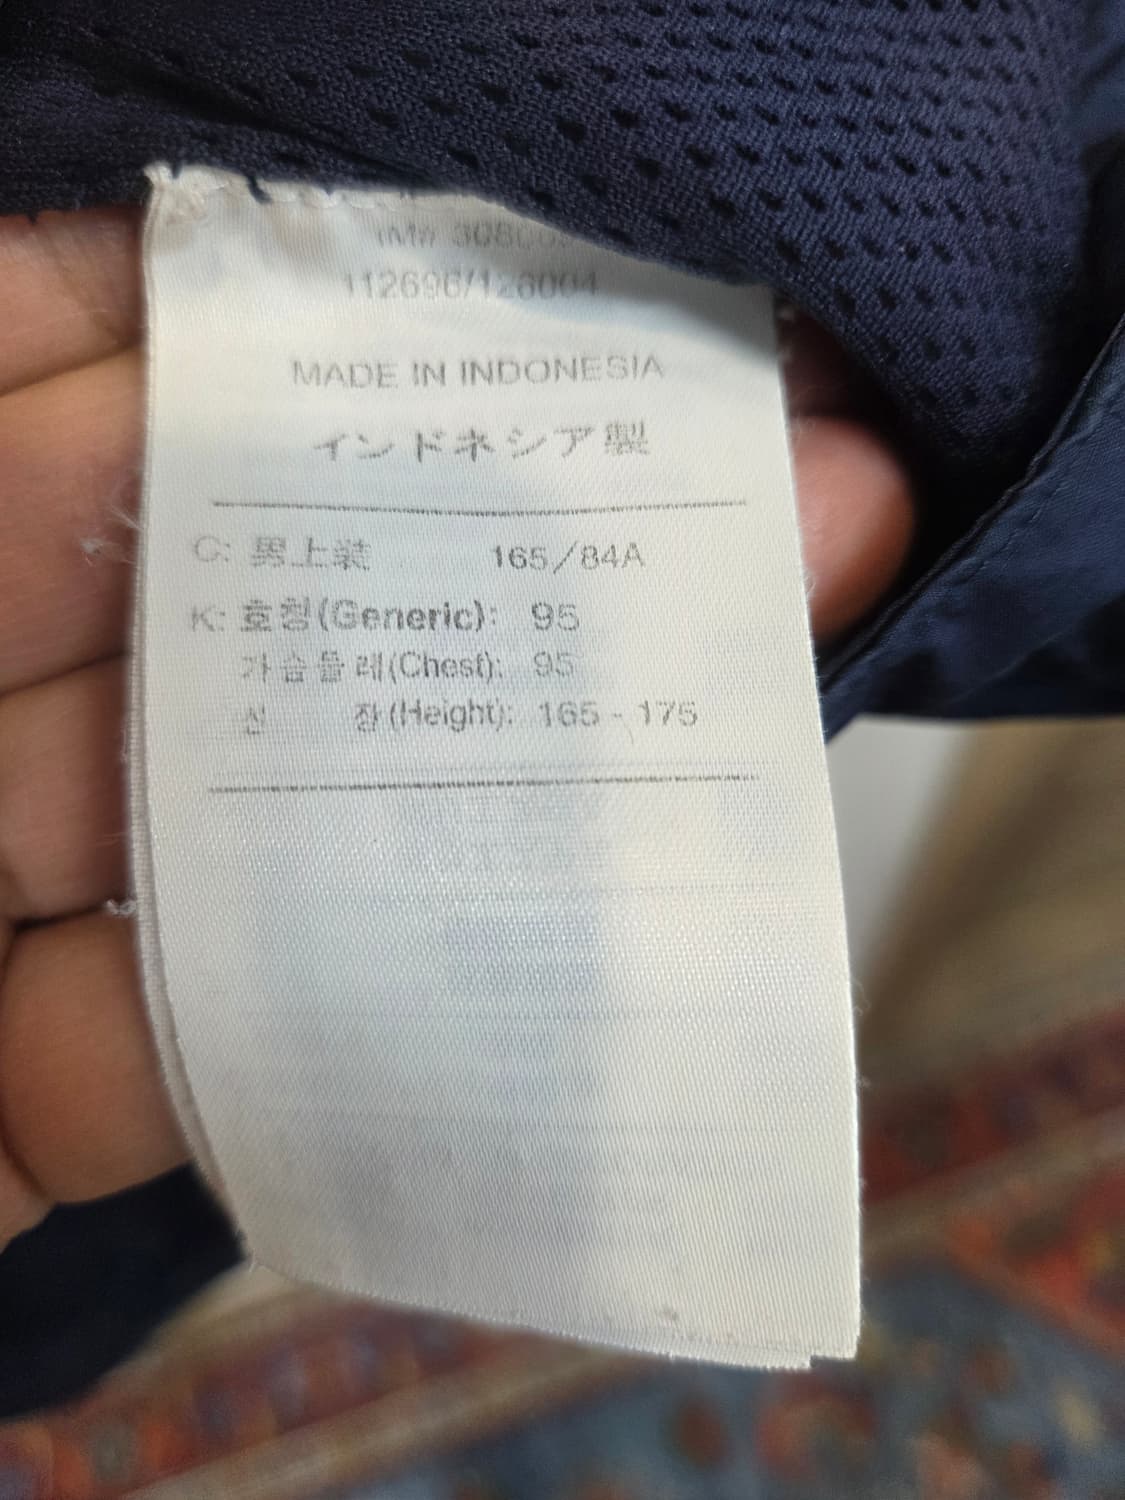 112696/126004
MADE IN INDONESIA
インドネシア製
C: 男上装 165/84A
K: 호칭(Generic): 95
가슴둘레(Chest): 95
신 장(Height): 165 - 175